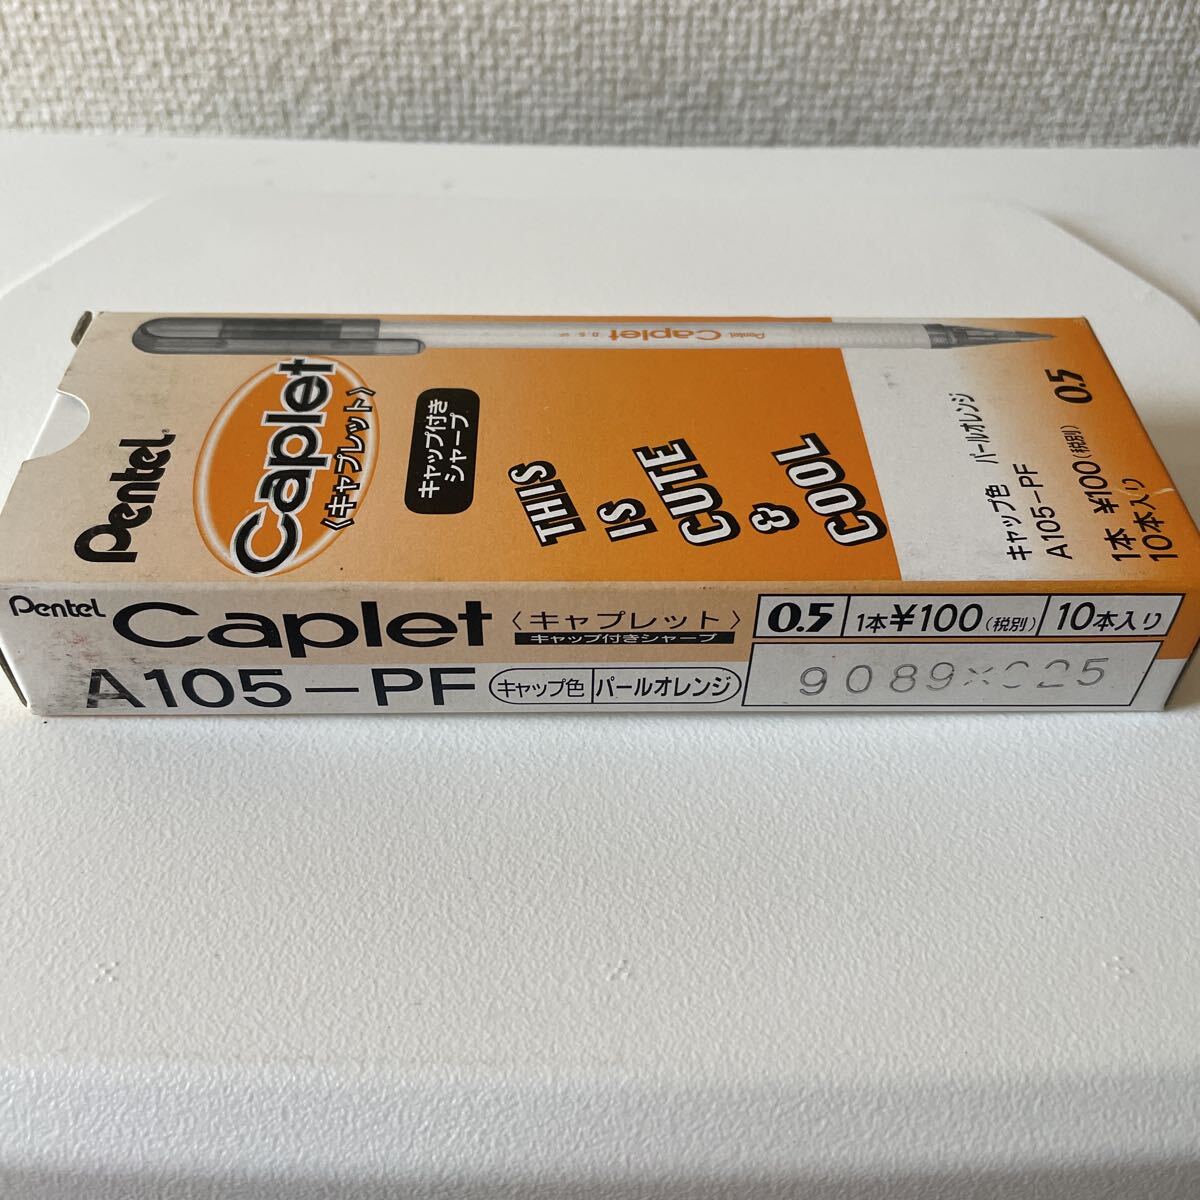 Pentel Caplet 0.5
Pentel
Caplet
〈キャプレット〉
キャップ付き
シャープ
THIS
IS
CUTE
&
COOL
キャップ色 パールオレンジ
A105-PF
0.5
1本 ¥100(税別)
10本入り
Pentel Caplet 〈キャプレット〉
キャップ付きシャープ
0.5 1本¥100(税別) 10本入り
A105-PF キャップ色 パールオレンジ